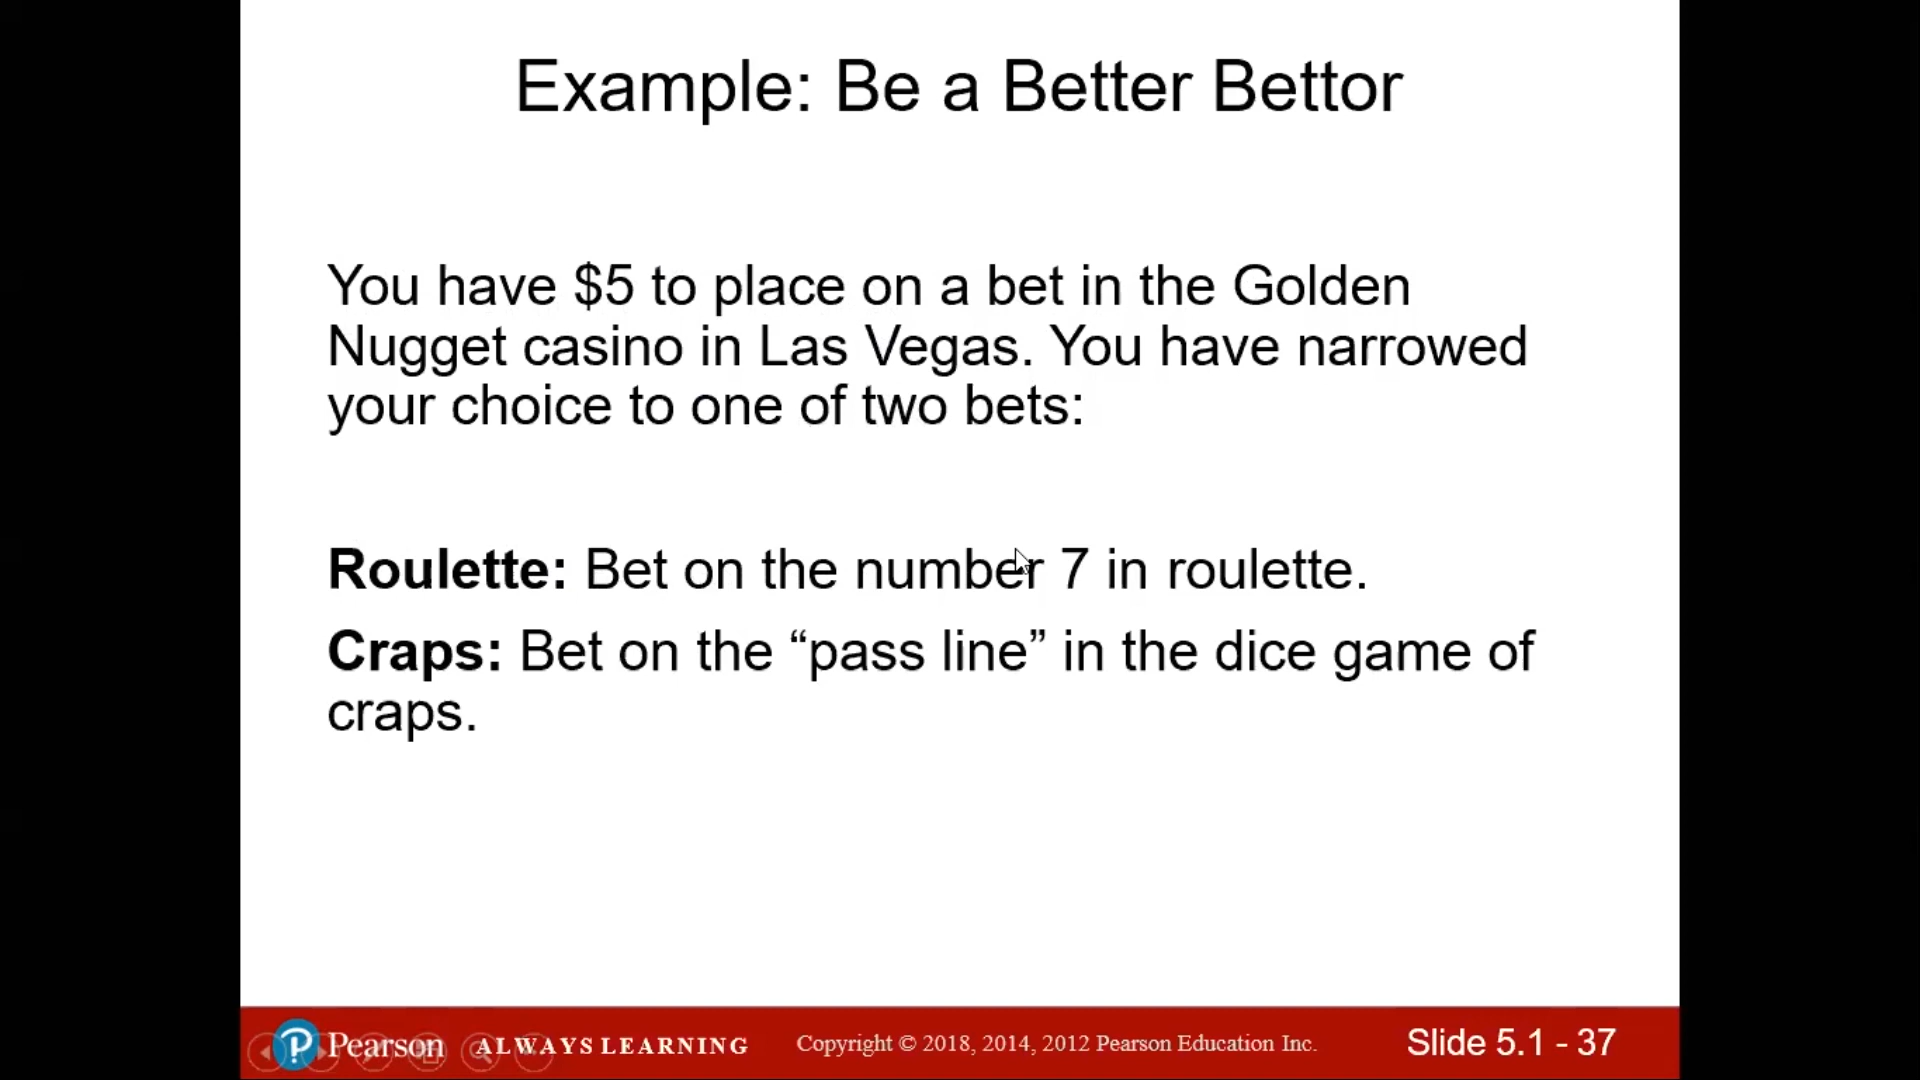 Example: Be a Better Bettor
You have $5 to place on a bet in the Golden
Nugget casino in Las Vegas. You have narrowed
your choice to one of two bets:
Roulette: Bet on the number 7 in roulette.
Craps: Bet on the “pass line” in the dice game of
craps.
Pearson ALWAYS LEARNING Copyright © 2018, 2014, 2012 Pearson Education Inc. Slide 5.1 - 37